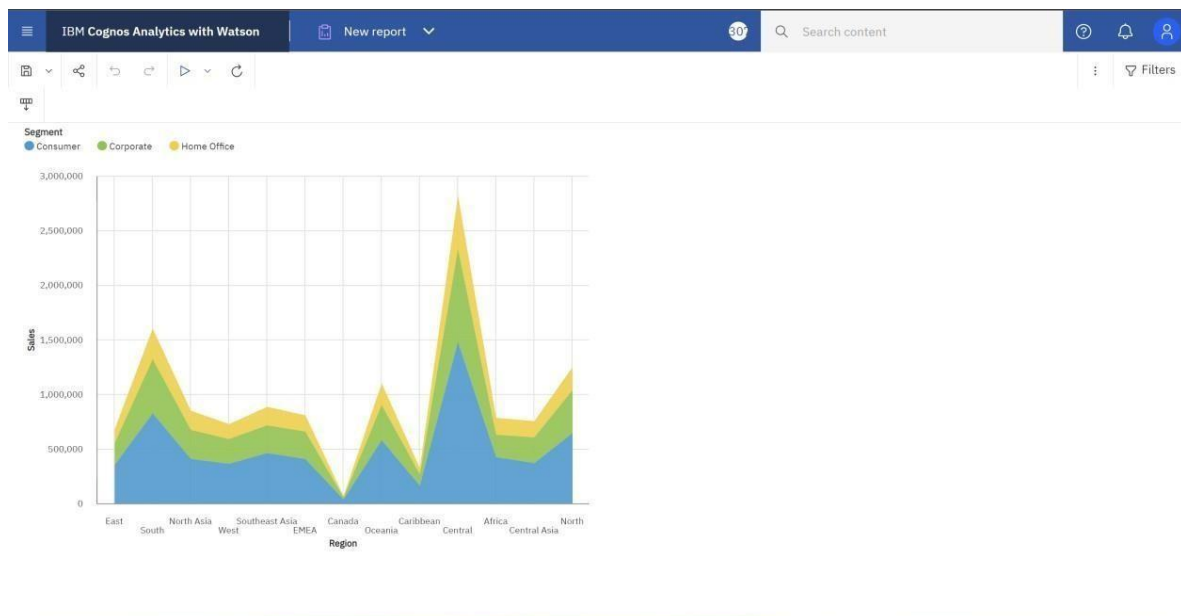 IBM Cognos Analytics with Watson
New report
30?
Search content
Filters
Segment
Consumer Corporate Home Office
3,000,000
2,500,000
2,000,000
1,500,000
1,000,000
500,000
0
Sales
East South North Asia West Southeast Asia EMEA Canada Oceania Caribbean Central Africa Central Asia North
Region